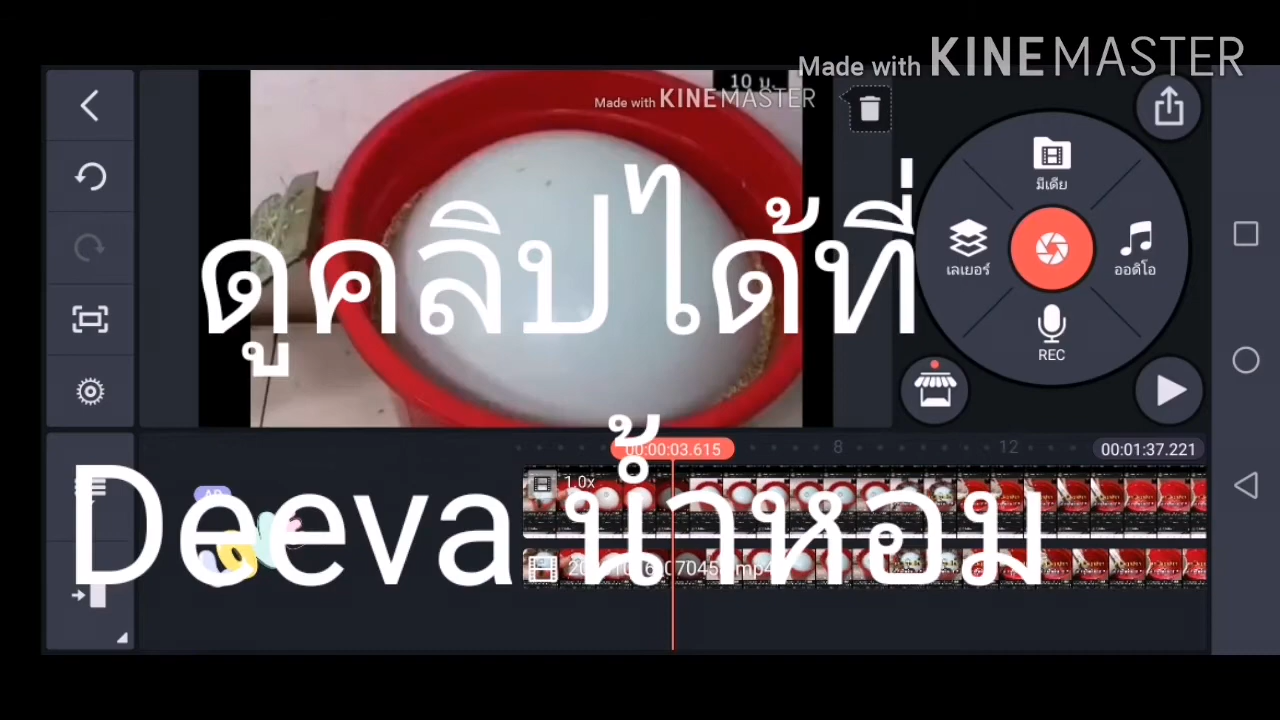 Made with KINEMASTER
10 น.
Made with KINEMASTER
ดูคลิปได้ที่
มีเดีย
เลเยอร์
ออดิโอ
REC
00:00:03.615
8
12
00:01:37.221
1.0x
AD
Deeva น้ำหอม